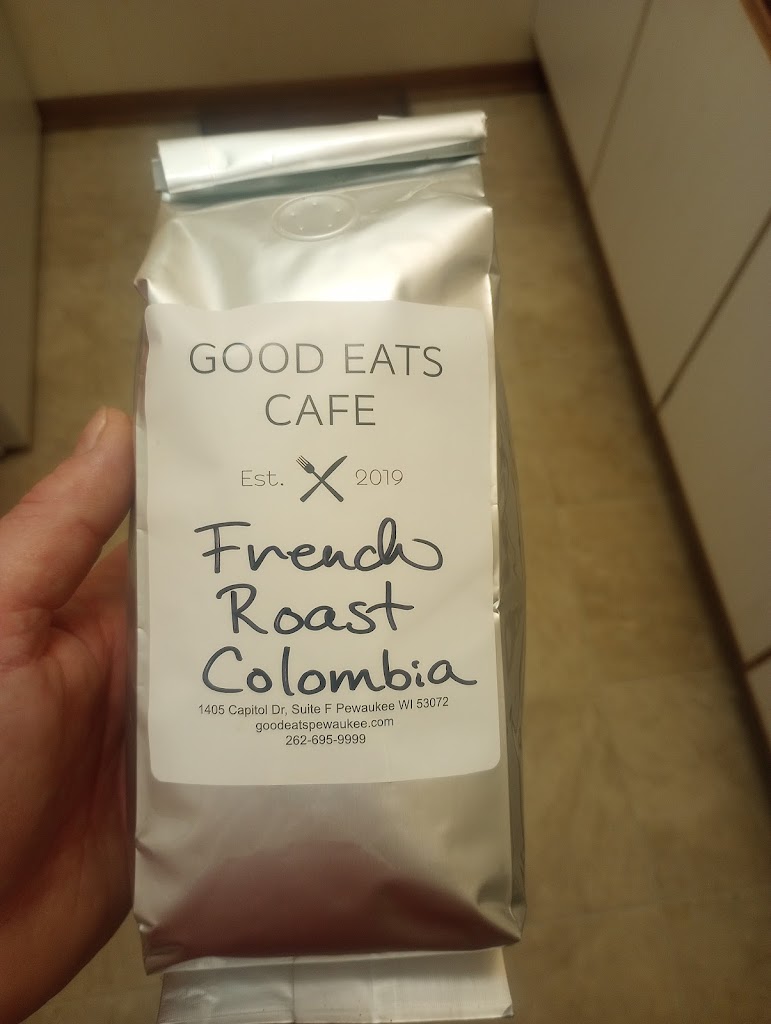 GOOD EATS
CAFE
Est. 2019
French
Roast
Colombia
1405 Capitol Dr, Suite F Pewaukee WI 53072
goodeatspewaukee.com
262-695-9999